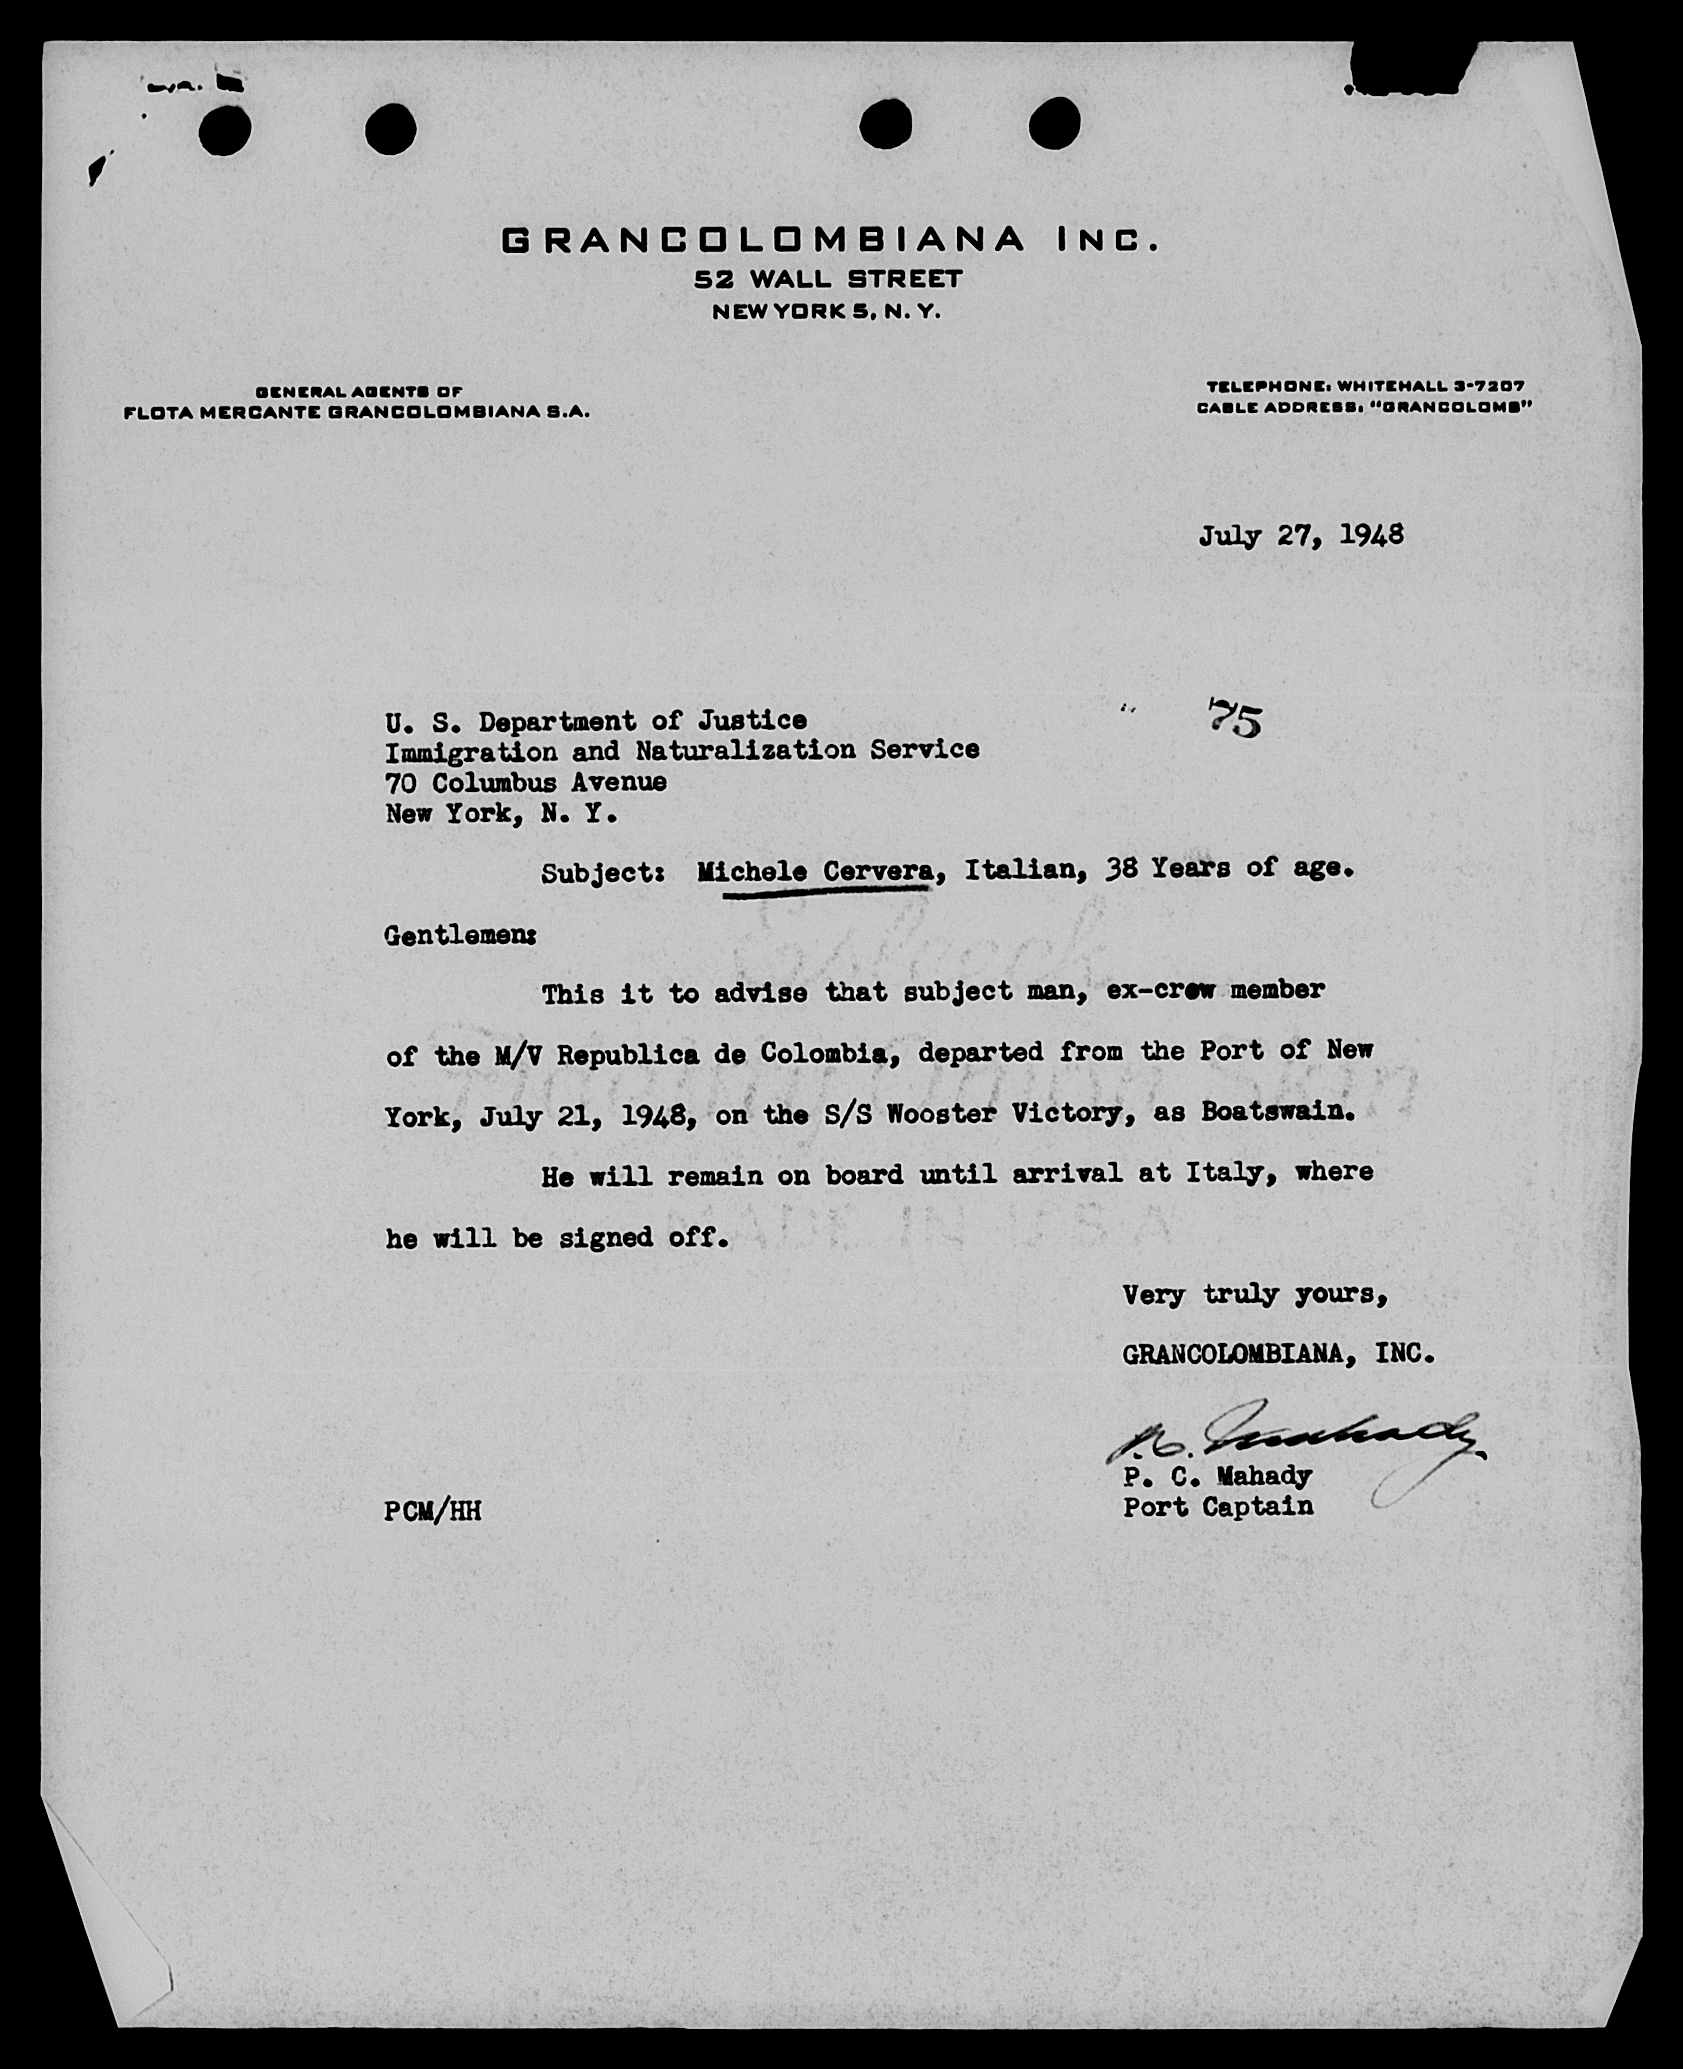 GRANCOLOMBIANA INC.
52 WALL STREET
NEW YORK 5, N. Y.
GENERAL AGENTS OF
FLOTA MERCANTE GRANCOLOMBIANA S.A.
TELEPHONE: WHITEHALL 3-7207
CABLE ADDRESS: "GRANCOLOMB"
July 27, 1948
75
U. S. Department of Justice
Immigration and Naturalization Service
70 Columbus Avenue
New York, N. Y.
Subject: Michele Cervera, Italian, 38 Years of age.
Gentlemen:
This it to advise that subject man, ex-crew member
of the M/V Republica de Colombia, departed from the Port of New
York, July 21, 1948, on the S/S Wooster Victory, as Boatswain.
He will remain on board until arrival at Italy, where
he will be signed off.
Very truly yours,
GRANCOLOMBIANA, INC.
P. C. Mahady
P. C. Mahady
Port Captain
PCM/HH